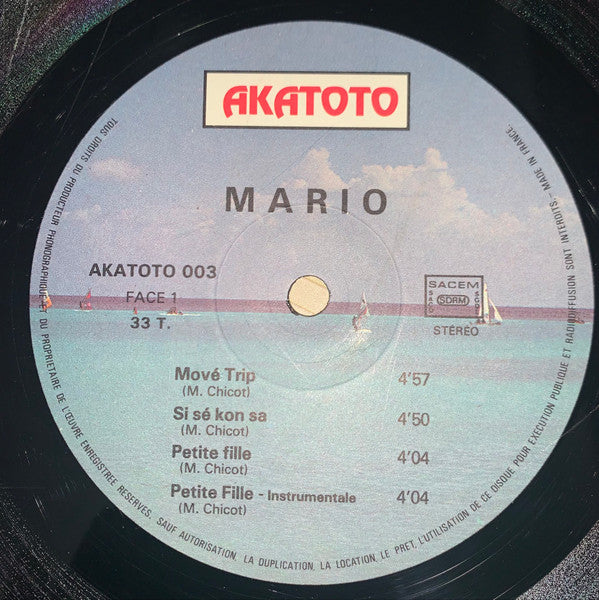 AKATOTO
MARIO
AKATOTO 003
FACE 1
33 T.
SACEM
SACD
SDRM
SGDL
STÉRÉO
Mové Trip 4'57
(M. Chicot)
Si sé kon sa 4'50
(M. Chicot)
Petite fille 4'04
(M. Chicot)
Petite Fille - Instrumentale 4'04
(M. Chicot)
TOUS DROITS DU PRODUCTEUR PHONOGRAPHIQUE ET DU PROPRIETAIRE DE L'ŒUVRE ENREGISTREE RESERVES. SAUF AUTORISATION, LA DUPLICATION, LA LOCATION, LE PRET, L'UTILISATION DE CE DISQUE POUR EXECUTION PUBLIQUE ET RADIODIFFUSION SONT INTERDITS. - MADE IN FRANCE.